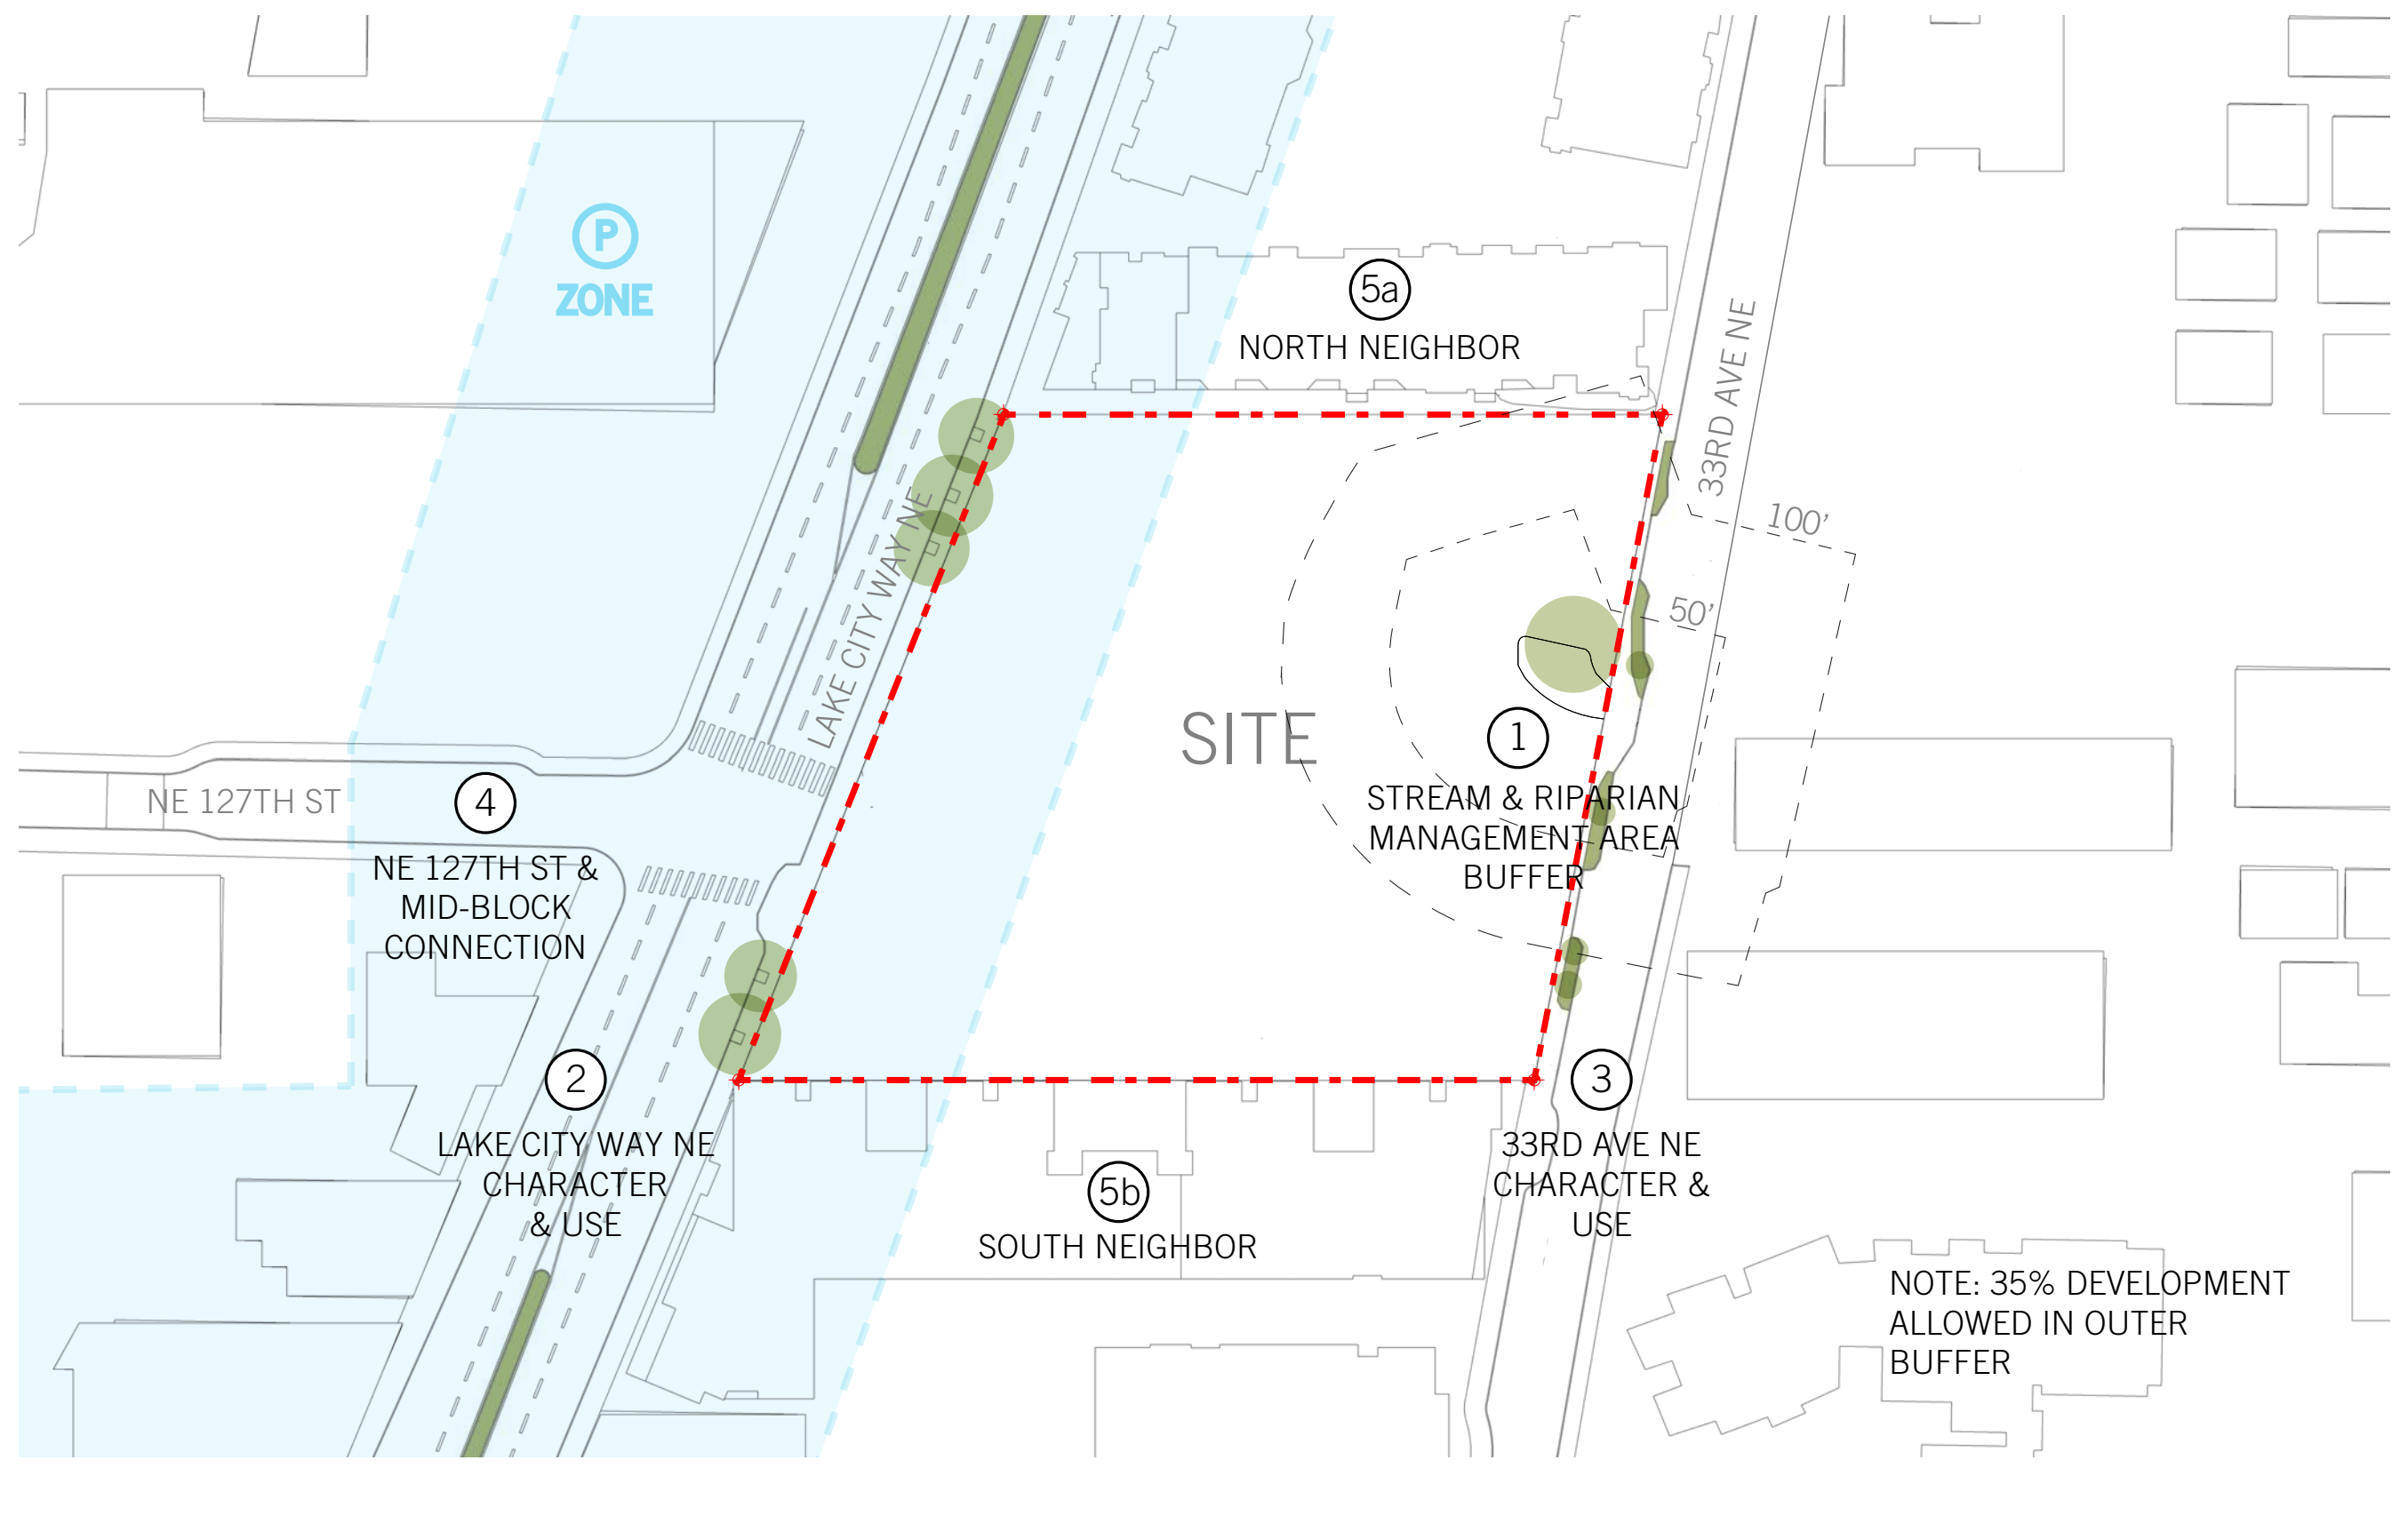 P
ZONE
5a
NORTH NEIGHBOR
33RD AVE NE
100'
50'
LAKE CITY WAY NE
SITE
1
STREAM & RIPARIAN
MANAGEMENT AREA
BUFFER
NE 127TH ST
4
NE 127TH ST &
MID-BLOCK
CONNECTION
2
LAKE CITY WAY NE
CHARACTER
& USE
3
33RD AVE NE
CHARACTER &
USE
5b
SOUTH NEIGHBOR
NOTE: 35% DEVELOPMENT
ALLOWED IN OUTER
BUFFER